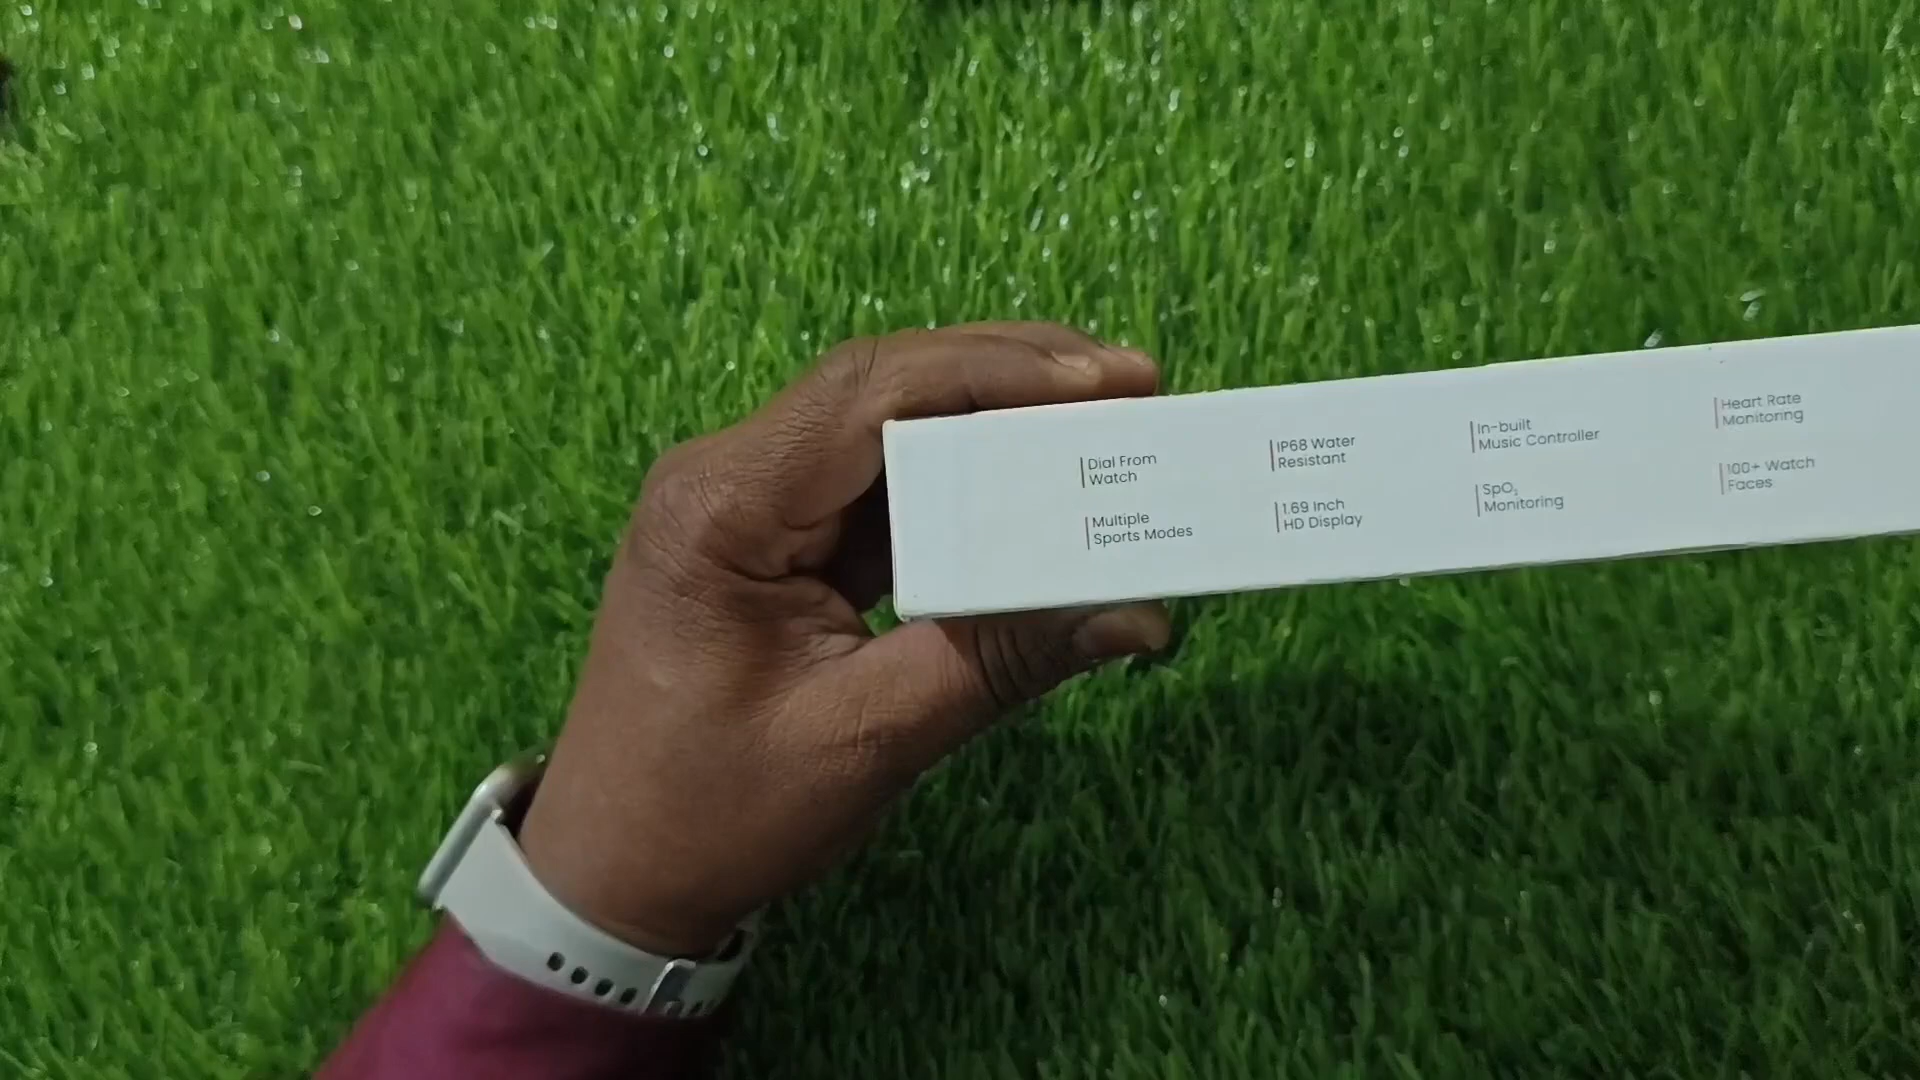 Dial From
Watch
Multiple
Sports Modes
IP68 Water
Resistant
1.69 Inch
HD Display
In-built
Music Controller
SpO₂
Monitoring
Heart Rate
Monitoring
100+ Watch
Faces